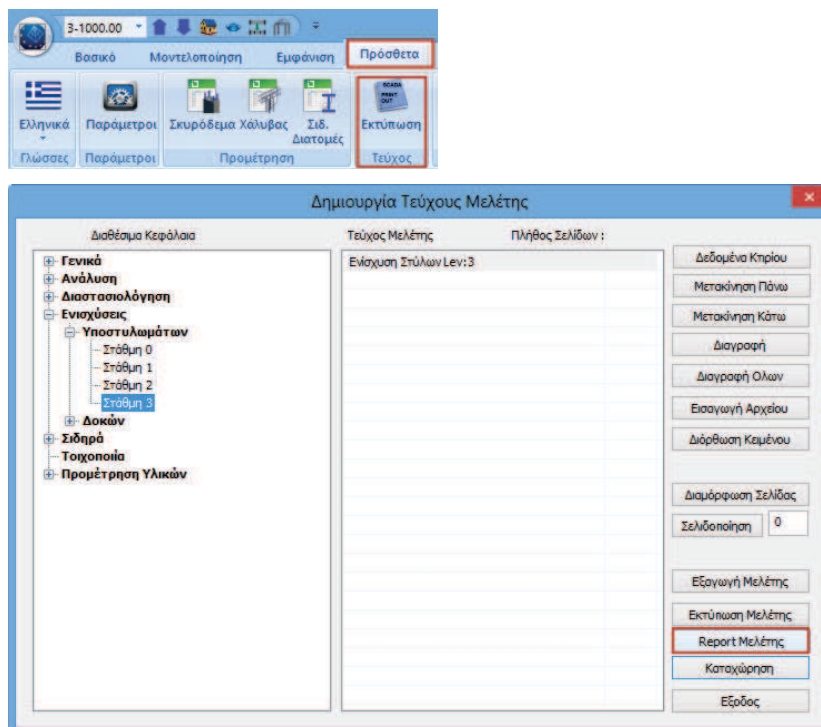 3-1000.00
Βασικό Μοντελοποίηση Εμφάνιση Πρόσθετα
SCADA
PRINT
OUT
Ελληνικά Παράμετροι Σκυρόδεμα Χάλυβας Σιδ. Διατομές Εκτύπωση
Γλώσσες Παράμετροι Προμέτρηση Τεύχος
Δημιουργία Τεύχους Μελέτης
Διαθέσιμα Κεφάλαια Τεύχος Μελέτης Πλήθος Σελίδων :
Γενικά
Ανάλυση
Διαστασιολόγηση
Ενισχύσεις
Υποστυλωμάτων
Στάθμη 0
Στάθμη 1
Στάθμη 2
Στάθμη 3
Δοκών
Σιδηρά
Τοιχοποιία
Προμέτρηση Υλικών
Ενίσχυση Στύλων Lev:3
Δεδομένα Κτιρίου
Μετακίνηση Πάνω
Μετακίνηση Κάτω
Διαγραφή
Διαγραφή Ολων
Εισαγωγή Αρχείου
Διόρθωση Κειμένου
Διαμόρφωση Σελίδας
Σελιδοποίηση 0
Εξαγωγή Μελέτης
Εκτύπωση Μελέτης
Report Μελέτης
Καταχώρηση
Εξοδος